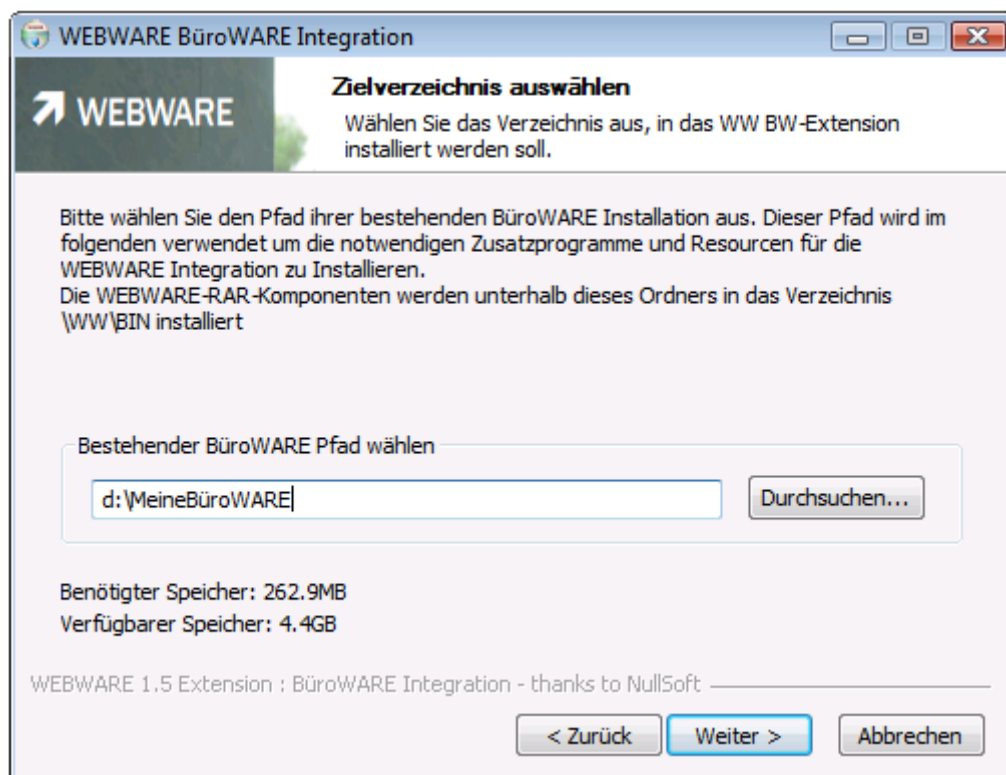 WEBWARE BüroWARE Integration
WEBWARE
Zielverzeichnis auswählen
Wählen Sie das Verzeichnis aus, in das WW BW-Extension
installiert werden soll.
Bitte wählen Sie den Pfad ihrer bestehenden BüroWARE Installation aus. Dieser Pfad wird im
folgenden verwendet um die notwendigen Zusatzprogramme und Resourcen für die
WEBWARE Integration zu Installieren.
Die WEBWARE-RAR-Komponenten werden unterhalb dieses Ordners in das Verzeichnis
\WW\BIN installiert
Bestehender BüroWARE Pfad wählen
d:\MeineBüroWARE
Durchsuchen...
Benötigter Speicher: 262.9MB
Verfügbarer Speicher: 4.4GB
WEBWARE 1.5 Extension : BüroWARE Integration - thanks to NullSoft
< Zurück
Weiter >
Abbrechen